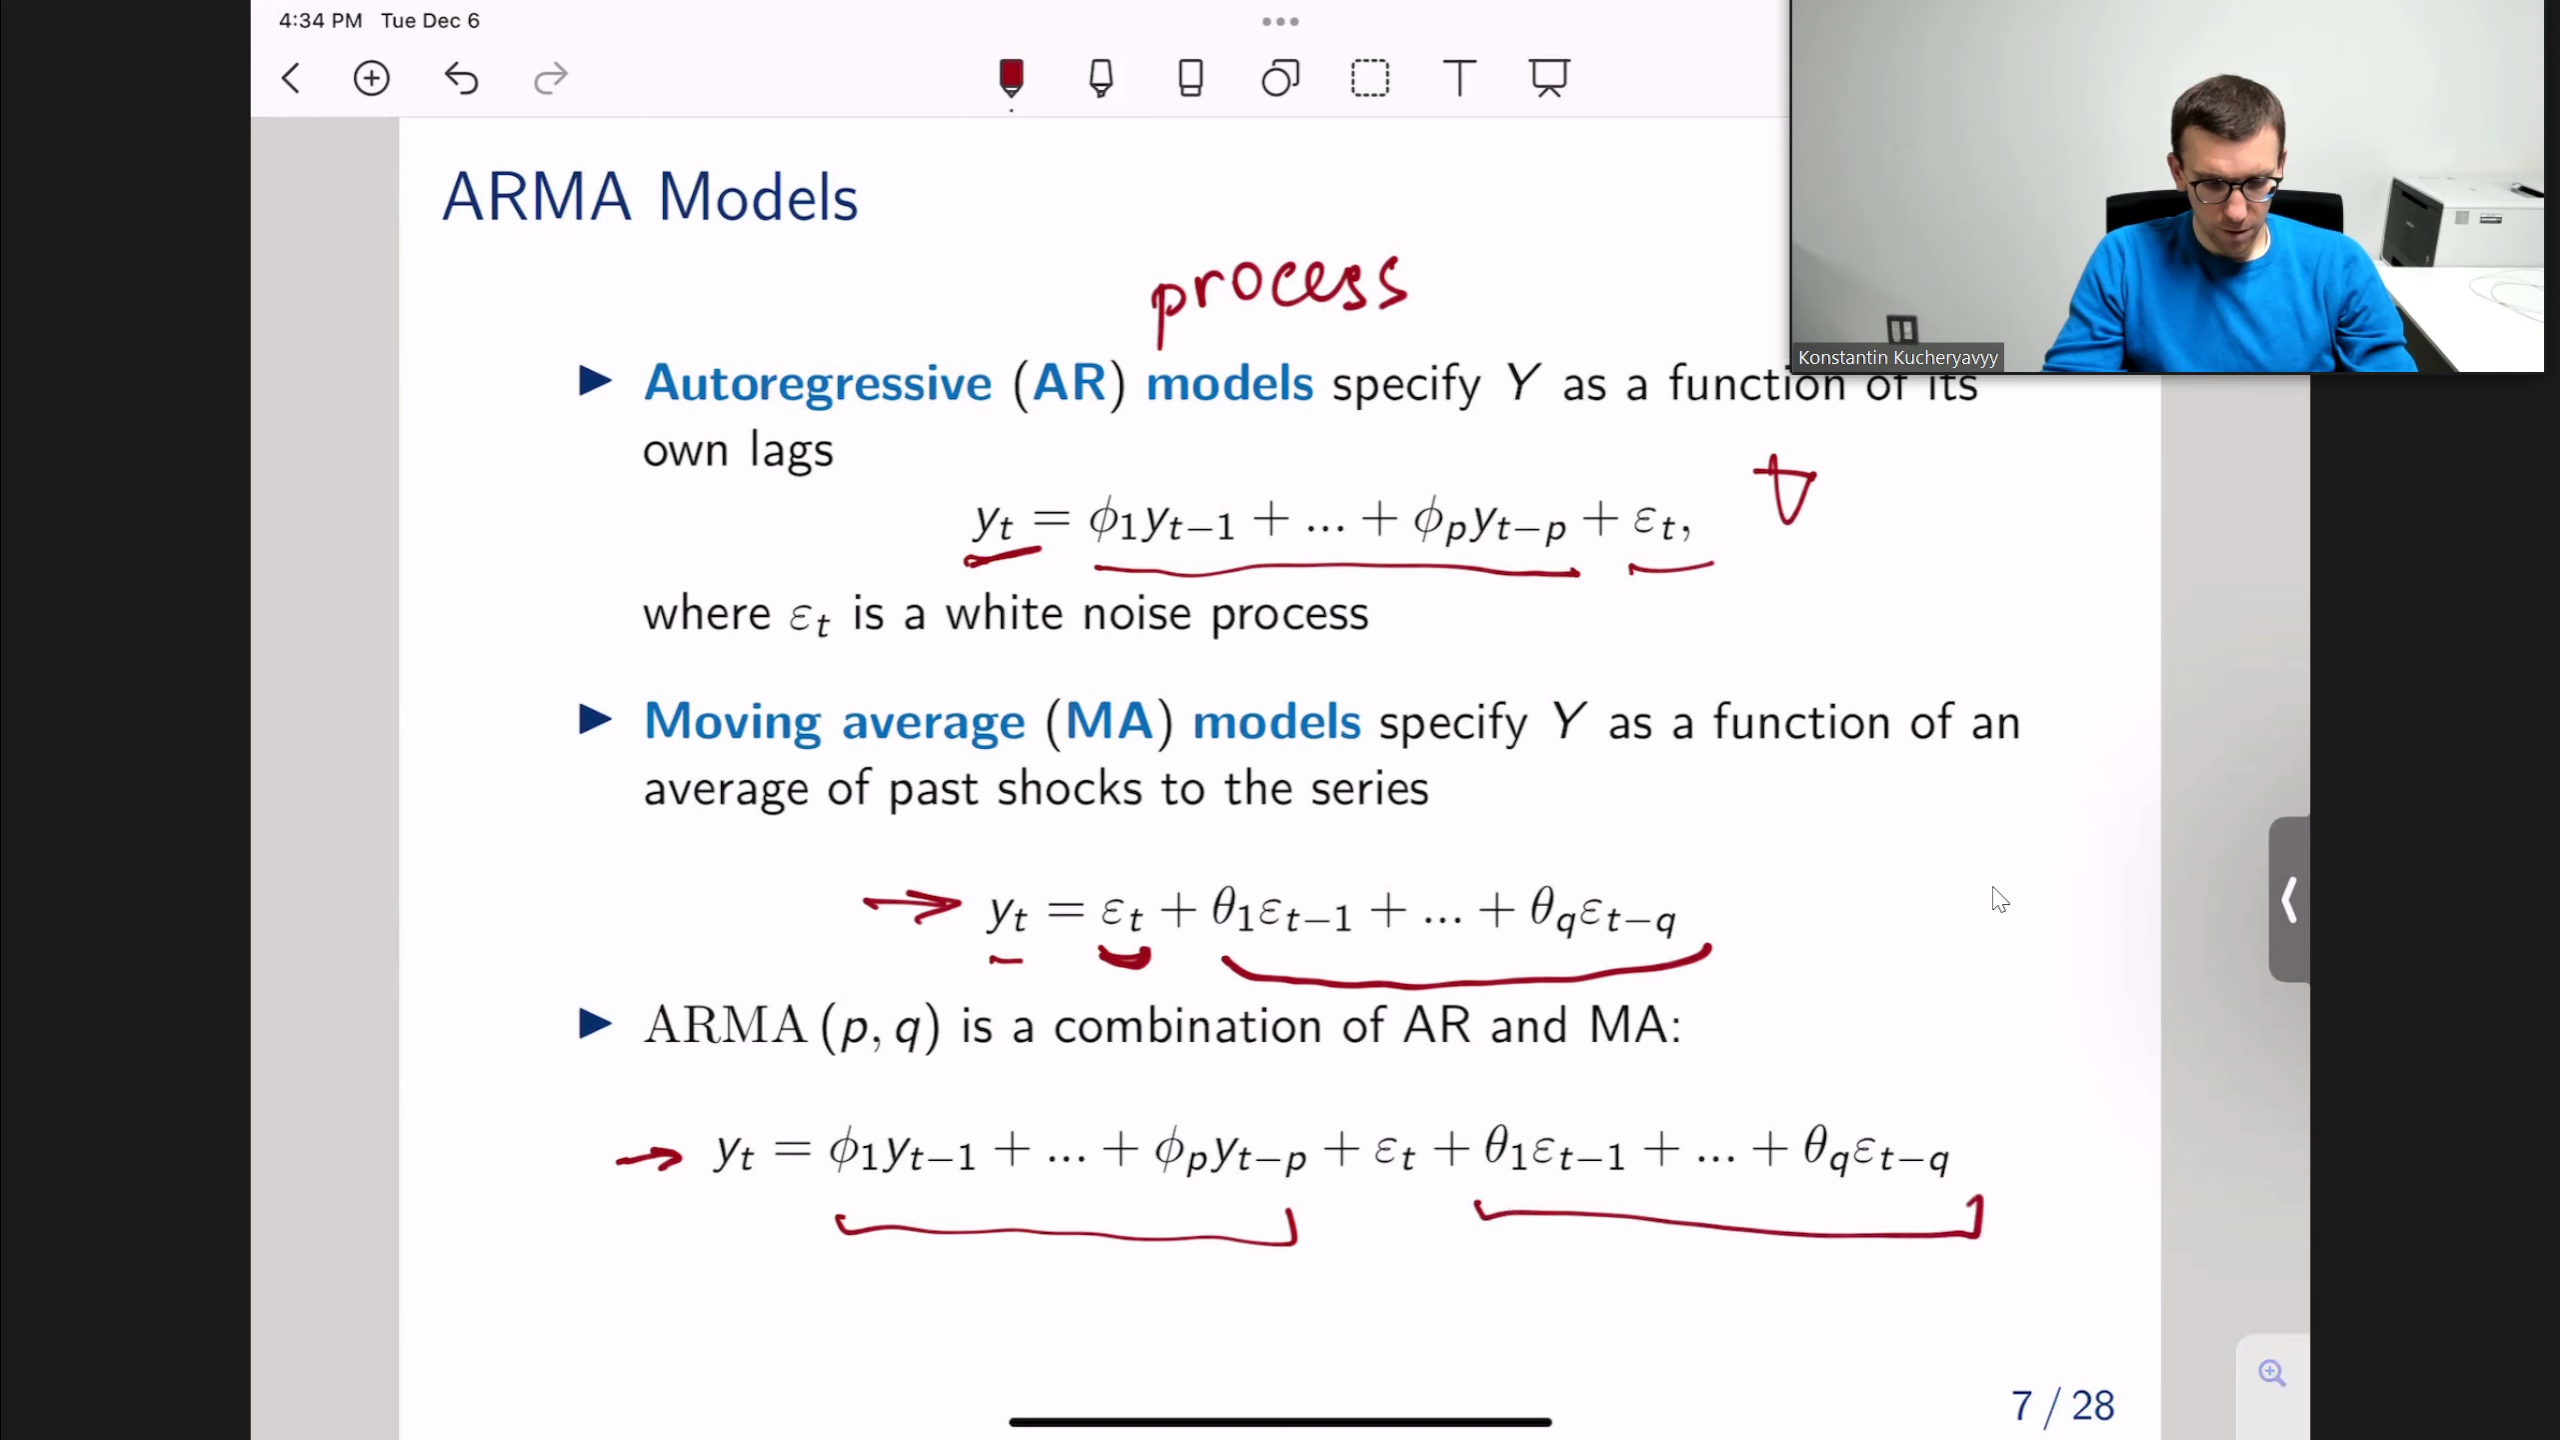 4:34 PM Tue Dec 6
ARMA Models
process
▶ Autoregressive (AR) models specify Y as a function of its
own lags
yₜ = ϕ₁yₜ₋₁ + ... + ϕₚyₜ₋ₚ + εₜ,
where εₜ is a white noise process
▶ Moving average (MA) models specify Y as a function of an
average of past shocks to the series
→ yₜ = εₜ + θ₁εₜ₋₁ + ... + θ_qεₜ₋q
▶ ARMA (p, q) is a combination of AR and MA:
→ yₜ = ϕ₁yₜ₋₁ + ... + ϕₚyₜ₋ₚ + εₜ + θ₁εₜ₋₁ + ... + θ_qεₜ₋q
7 / 28
Konstantin Kucheryavyy